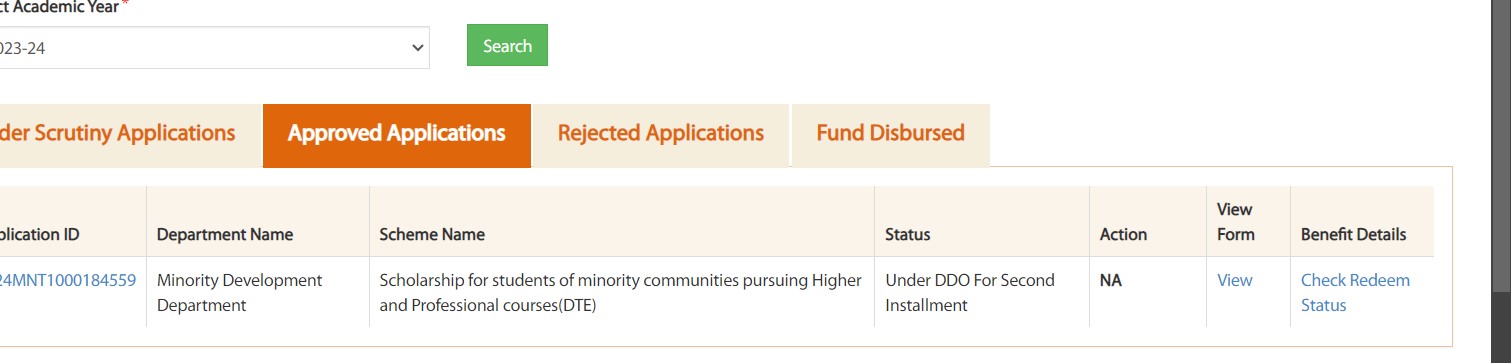 ct Academic Year *
023-24
Search
der Scrutiny Applications
Approved Applications
Rejected Applications
Fund Disbursed
plication ID
Department Name
Scheme Name
Status
Action
View
Form
Benefit Details
24MNT1000184559
Minority Development
Department
Scholarship for students of minority communities pursuing Higher
and Professional courses(DTE)
Under DDO For Second
Installment
NA
View
Check Redeem
Status